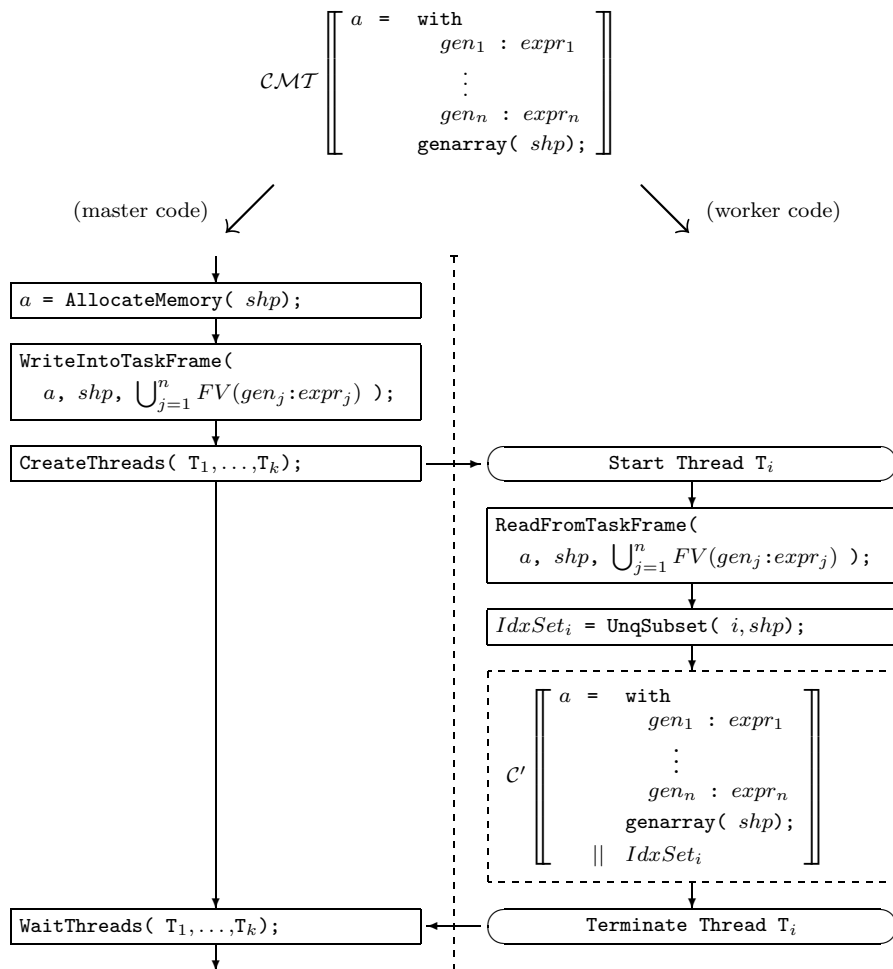 a = with
gen₁ : expr₁
⋮
CMT
genₙ : exprₙ
genarray( shp);
(master code)
(worker code)
a = AllocateMemory( shp);
WriteIntoTaskFrame(
a, shp, ⋃ⁿⱼ₌₁ FV(genⱼ:exprⱼ) );
CreateThreads( T₁,...,Tₖ);
Start Thread Tᵢ
ReadFromTaskFrame(
a, shp, ⋃ⁿⱼ₌₁ FV(genⱼ:exprⱼ) );
IdxSetᵢ = UnqSubset( i,shp);
a = with
gen₁ : expr₁
⋮
C′
genₙ : exprₙ
genarray( shp);
|| IdxSetᵢ
WaitThreads( T₁,...,Tₖ);
Terminate Thread Tᵢ